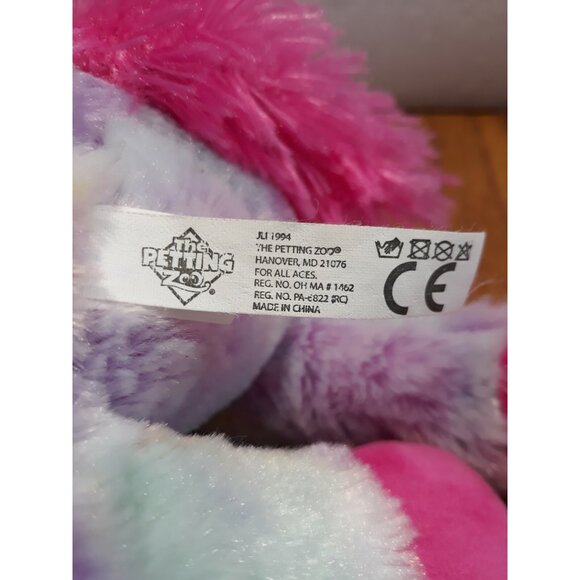 The
PETTING
ZOO
JLI 1994
THE PETTING ZOO®
HANOVER, MD 21076
FOR ALL AGES.
REG. NO. OH MA # 1462
REG. NO. PA-6822 (RC)
MADE IN CHINA
CE